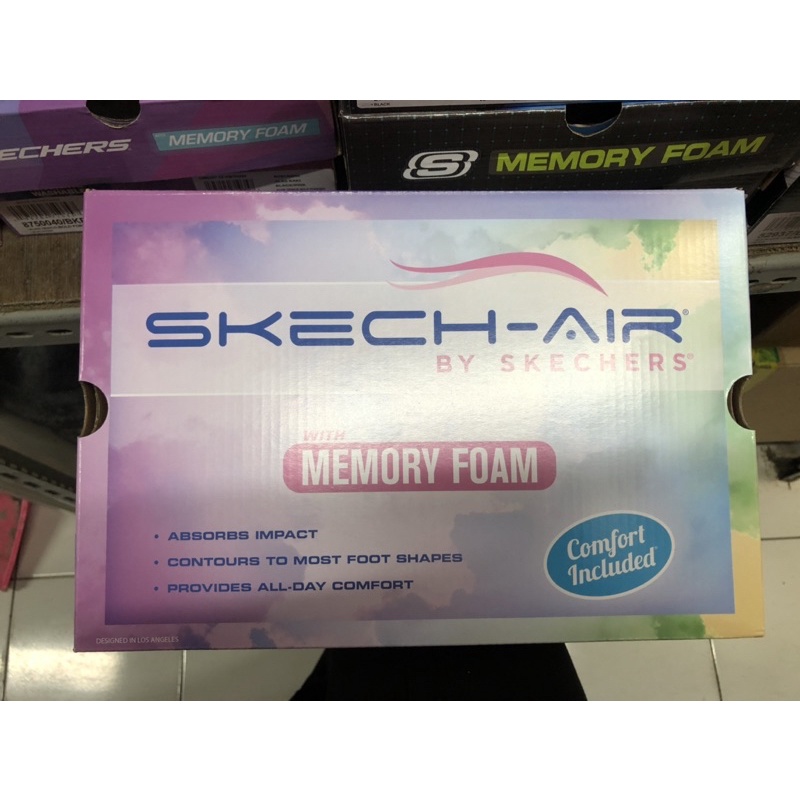 MEMORY FOAM
MEMORY FOAM
SKECH-AIR®
BY SKECHERS®
WITH
MEMORY FOAM
• ABSORBS IMPACT
• CONTOURS TO MOST FOOT SHAPES
• PROVIDES ALL-DAY COMFORT
Comfort
Included
DESIGNED IN LOS ANGELES